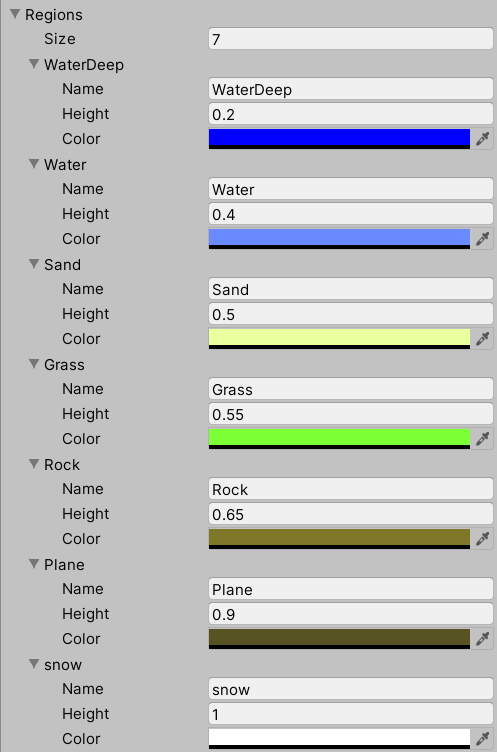 Regions
Size 7
WaterDeep
Name WaterDeep
Height 0.2
Color
Water
Name Water
Height 0.4
Color
Sand
Name Sand
Height 0.5
Color
Grass
Name Grass
Height 0.55
Color
Rock
Name Rock
Height 0.65
Color
Plane
Name Plane
Height 0.9
Color
snow
Name snow
Height 1
Color